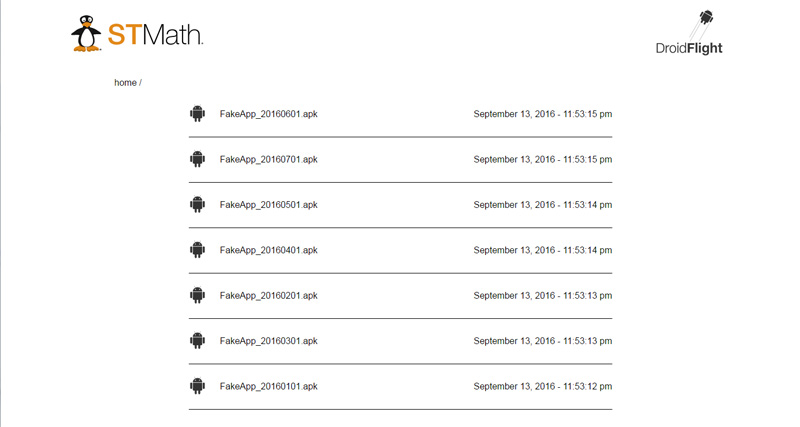 STMath.
DroidFlight
home /
FakeApp_20160601.apk September 13, 2016 - 11:53:15 pm
FakeApp_20160701.apk September 13, 2016 - 11:53:15 pm
FakeApp_20160501.apk September 13, 2016 - 11:53:14 pm
FakeApp_20160401.apk September 13, 2016 - 11:53:14 pm
FakeApp_20160201.apk September 13, 2016 - 11:53:13 pm
FakeApp_20160301.apk September 13, 2016 - 11:53:13 pm
FakeApp_20160101.apk September 13, 2016 - 11:53:12 pm